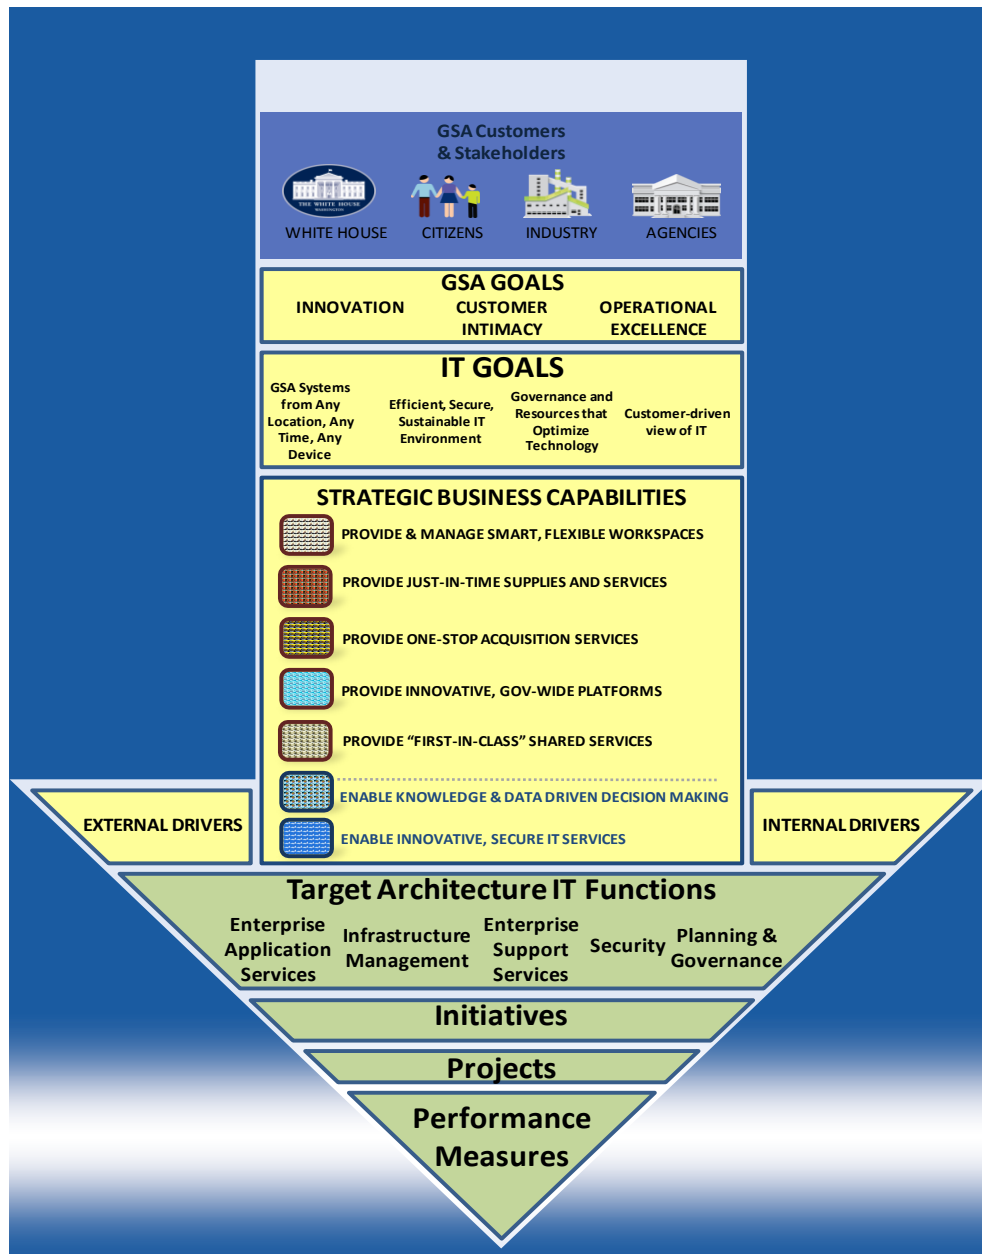 GSA Customers
& Stakeholders
THE WHITE HOUSE
WASHINGTON
WHITE HOUSE
CITIZENS
INDUSTRY
AGENCIES
GSA GOALS
INNOVATION
CUSTOMER
INTIMACY
OPERATIONAL
EXCELLENCE
IT GOALS
GSA Systems
from Any
Location, Any
Time, Any
Device
Efficient, Secure,
Sustainable IT
Environment
Governance and
Resources that
Optimize
Technology
Customer-driven
view of IT
STRATEGIC BUSINESS CAPABILITIES
PROVIDE & MANAGE SMART, FLEXIBLE WORKSPACES
PROVIDE JUST-IN-TIME SUPPLIES AND SERVICES
PROVIDE ONE-STOP ACQUISITION SERVICES
PROVIDE INNOVATIVE, GOV-WIDE PLATFORMS
PROVIDE “FIRST-IN-CLASS” SHARED SERVICES
ENABLE KNOWLEDGE & DATA DRIVEN DECISION MAKING
ENABLE INNOVATIVE, SECURE IT SERVICES
EXTERNAL DRIVERS
INTERNAL DRIVERS
Target Architecture IT Functions
Enterprise
Application
Services
Infrastructure
Management
Enterprise
Support
Services
Security
Planning &
Governance
Initiatives
Projects
Performance
Measures